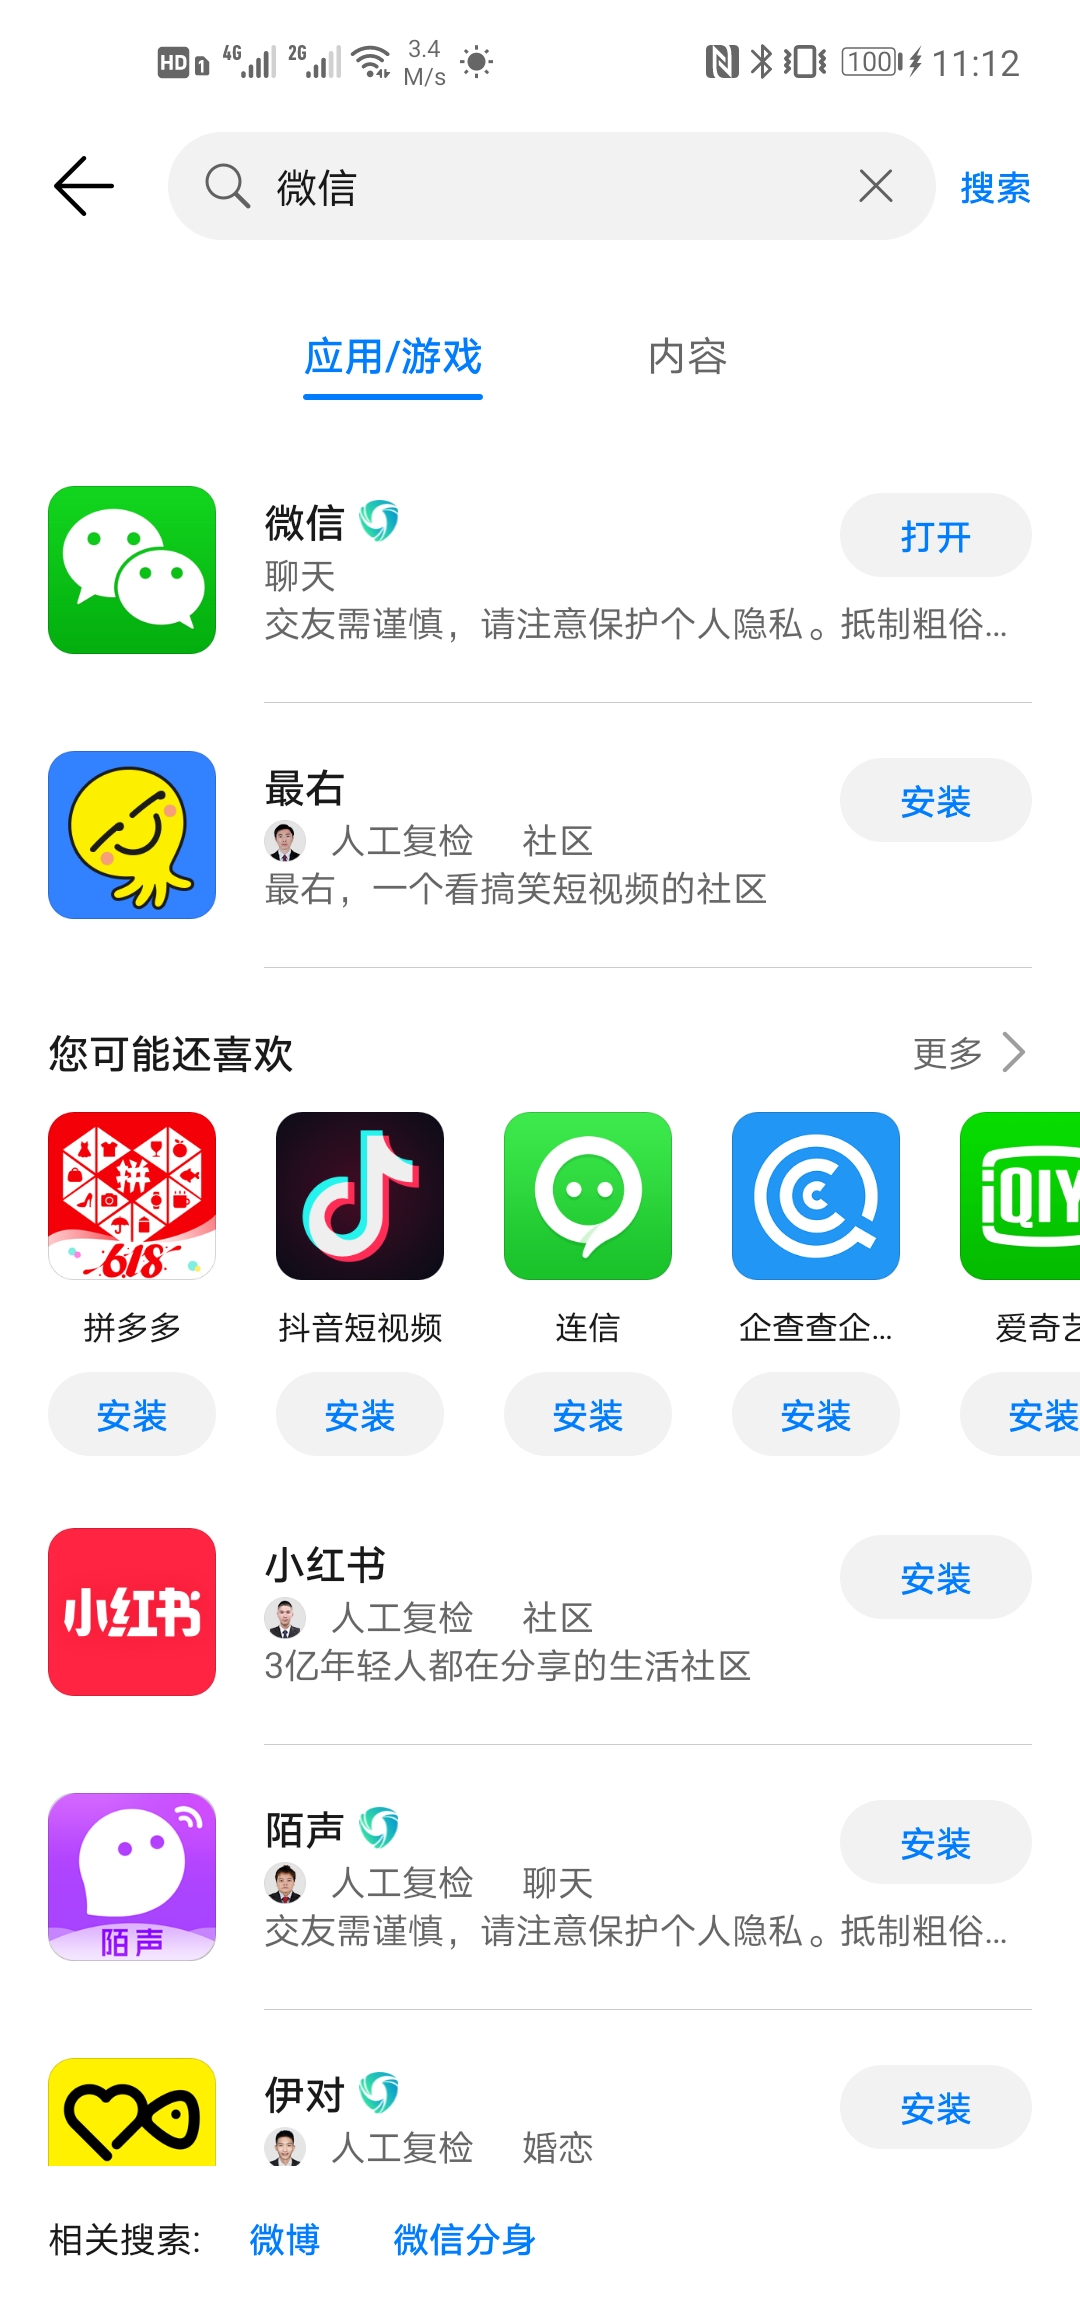 HD 1 4G 2G 3.4 M/s 100 11:12
微信 搜索
应用/游戏 内容
微信 打开
聊天
交友需谨慎，请注意保护个人隐私。抵制粗俗...
最右 安装
人工复检 社区
最右，一个看搞笑短视频的社区
您可能还喜欢 更多
拼 618 iQIY
拼多多 抖音短视频 连信 企查查企... 爱奇艺
安装 安装 安装 安装 安装
小红书 小红书 安装
人工复检 社区
3亿年轻人都在分享的生活社区
陌声 安装
人工复检 聊天
陌声 交友需谨慎，请注意保护个人隐私。抵制粗俗...
伊对 安装
人工复检 婚恋
相关搜索: 微博 微信分身